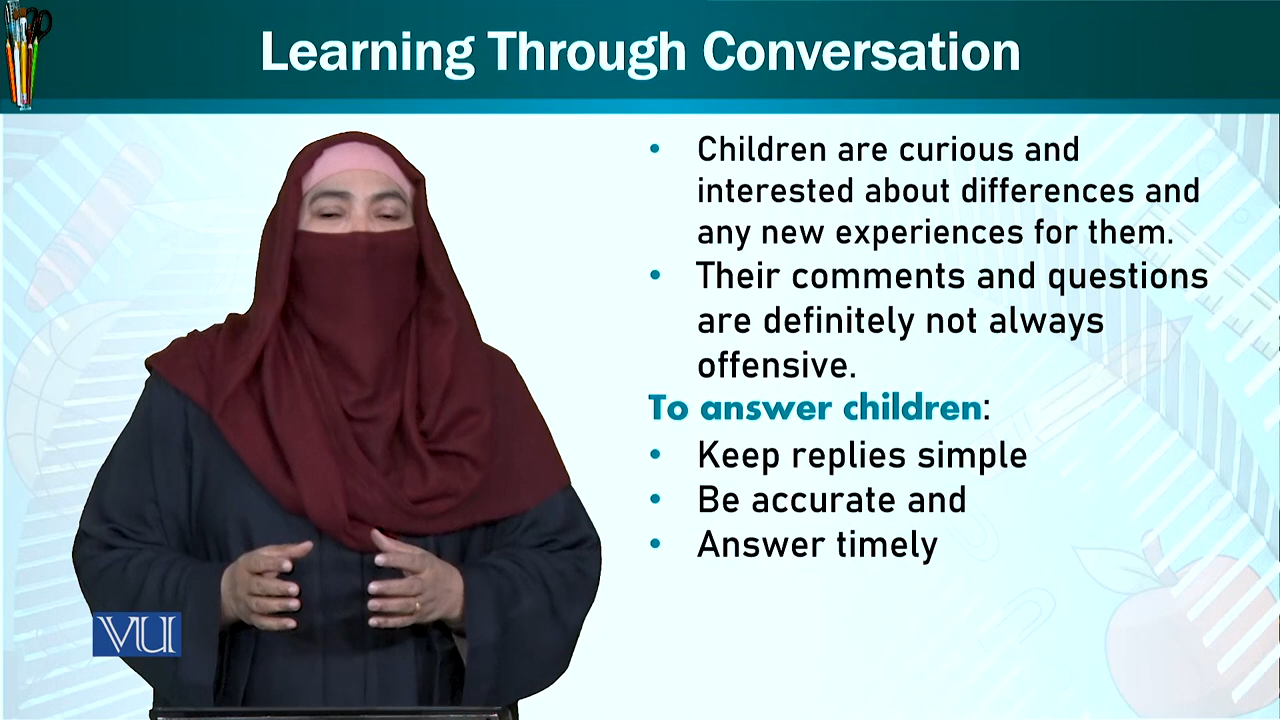 Learning Through Conversation
• Children are curious and
interested about differences and
any new experiences for them.
• Their comments and questions
are definitely not always
offensive.
To answer children:
• Keep replies simple
• Be accurate and
• Answer timely
VU